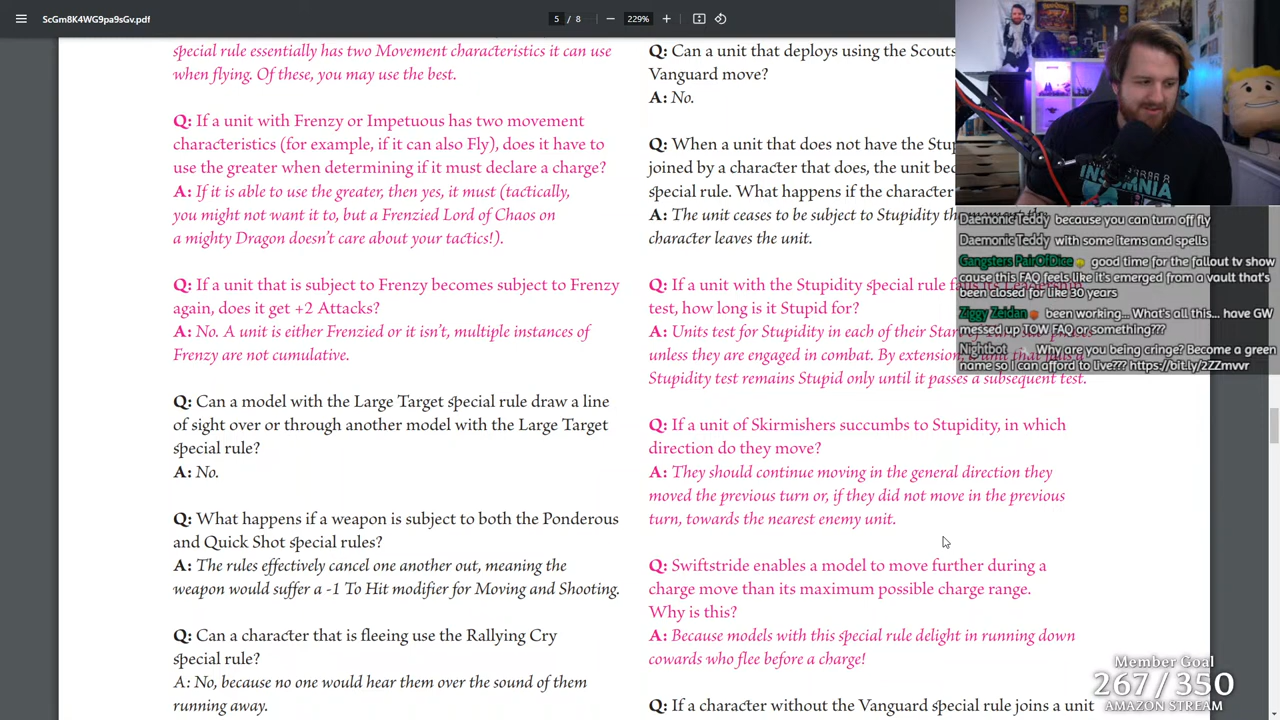 ScGm8K4WG9pa9sGv.pdf
5 / 8
229%
special rule essentially has two Movement characteristics it can use
when flying. Of these, you may use the best.
Q: If a unit with Frenzy or Impetuous has two movement
characteristics (for example, if it can also Fly), does it have to
use the greater when determining if it must declare a charge?
A: If it is able to use the greater, then yes, it must (tactically,
you might not want it to, but a Frenzied Lord of Chaos on
a mighty Dragon doesn't care about your tactics!).
Q: If a unit that is subject to Frenzy becomes subject to Frenzy
again, does it get +2 Attacks?
A: No. A unit is either Frenzied or it isn't, multiple instances of
Frenzy are not cumulative.
Q: Can a model with the Large Target special rule draw a line
of sight over or through another model with the Large Target
special rule?
A: No.
Q: What happens if a weapon is subject to both the Ponderous
and Quick Shot special rules?
A: The rules effectively cancel one another out, meaning the
weapon would suffer a -1 To Hit modifier for Moving and Shooting.
Q: Can a character that is fleeing use the Rallying Cry
special rule?
A: No, because no one would hear them over the sound of them
running away.
Q: Can a unit that deploys using the Scouts
Vanguard move?
A: No.
Q: When a unit that does not have the Stup
joined by a character that does, the unit bec
special rule. What happens if the character
A: The unit ceases to be subject to Stupidity th
character leaves the unit.
Q: If a unit with the Stupidity special rule
test, how long is it Stupid for?
A: Units test for Stupidity in each of their Star
unless they are engaged in combat. By extension,
Stupidity test remains Stupid only until it passes a subsequent test.
Q: If a unit of Skirmishers succumbs to Stupidity, in which
direction do they move?
A: They should continue moving in the general direction they
moved the previous turn or, if they did not move in the previous
turn, towards the nearest enemy unit.
Q: Swiftstride enables a model to move further during a
charge move than its maximum possible charge range.
Why is this?
A: Because models with this special rule delight in running down
cowards who flee before a charge!
Q: If a character without the Vanguard special rule joins a unit
INSOMNIA
Daemonic Teddy because you can turn off fly
Daemonic Teddy with some items and spells
Gangsters PairOfDice good time for the fallout tv show
cause this FAQ feels like it's emerged from a vault that's
been closed for like 30 years
Ziggy Zeidan been working... What's all this... have GW
messed up TOW FAQ or something???
Nightbot Why are you being cringe? Become a green
name so I can afford to live??? https://bit.ly/2ZZmvvr
Member Goal
267/350
AMAZON STREAM